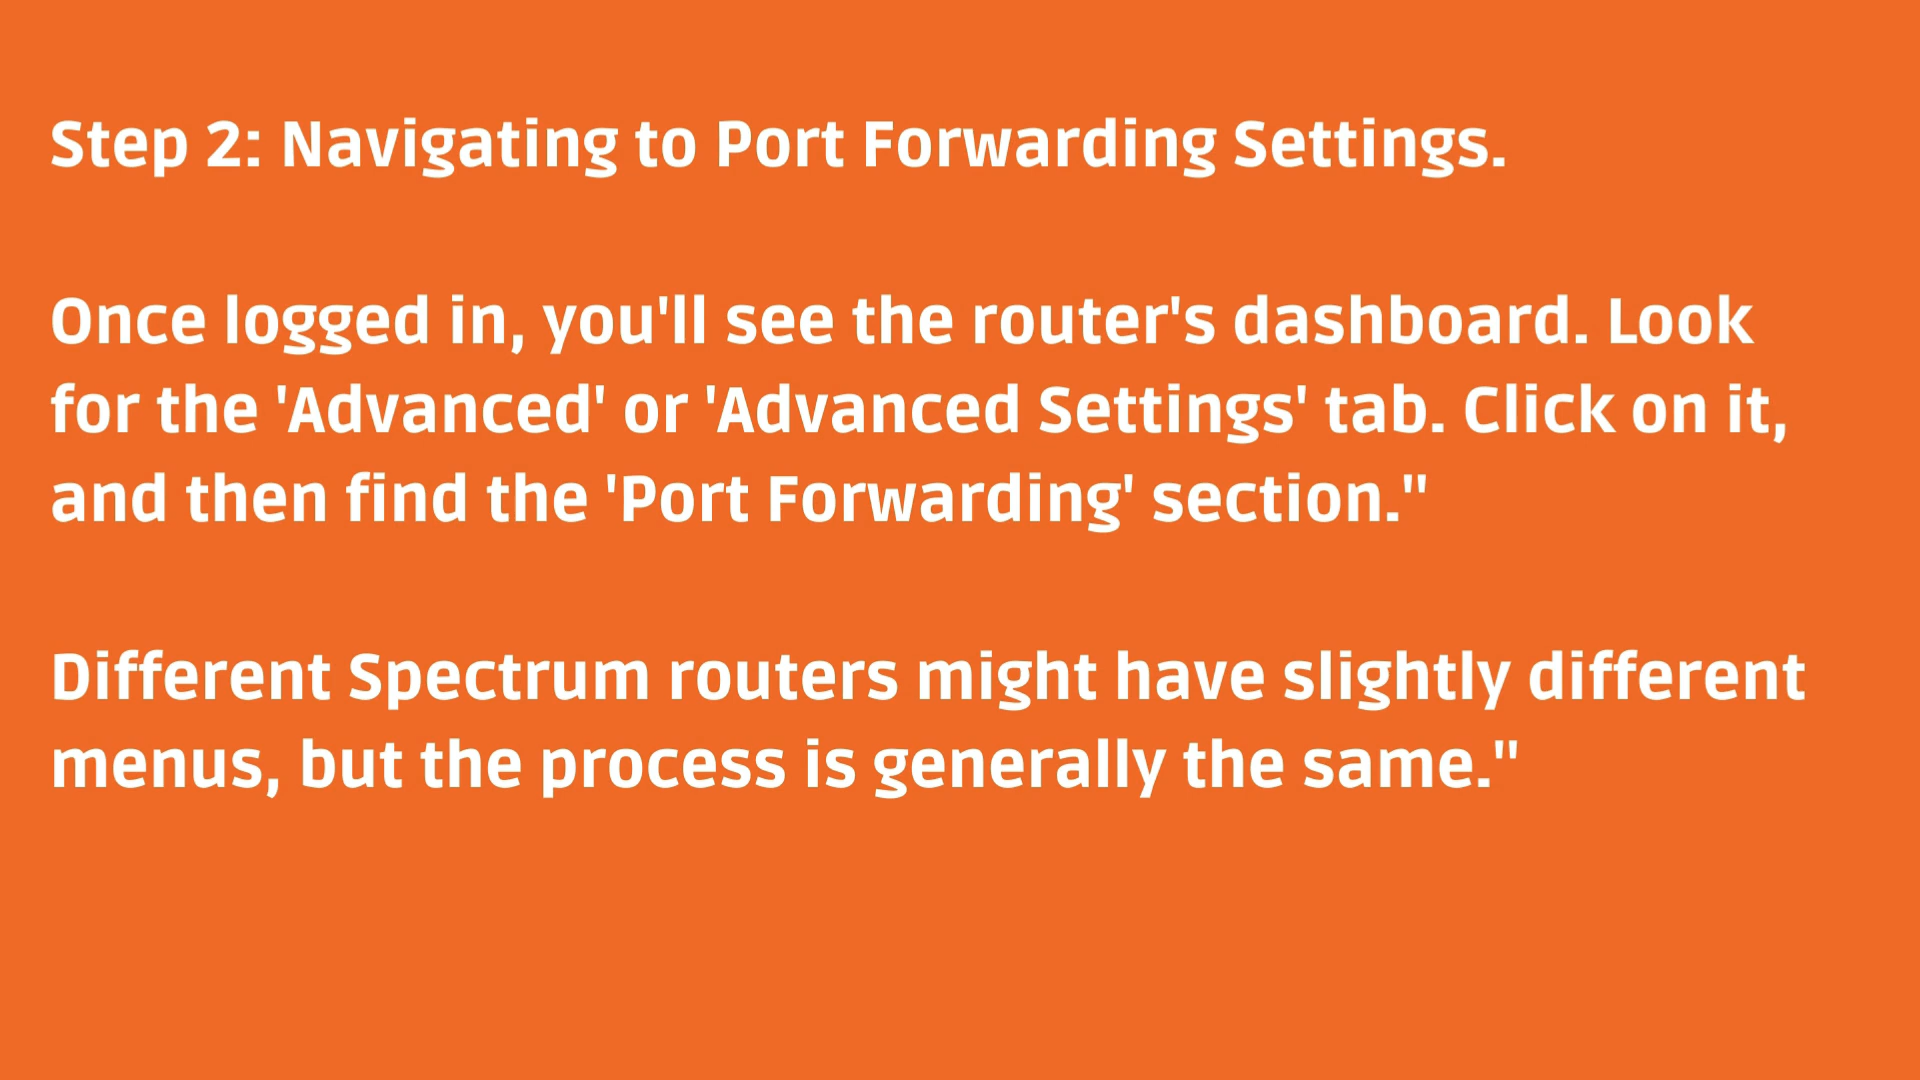 Step 2: Navigating to Port Forwarding Settings.
Once logged in, you'll see the router's dashboard. Look
for the 'Advanced' or 'Advanced Settings' tab. Click on it,
and then find the 'Port Forwarding' section."
Different Spectrum routers might have slightly different
menus, but the process is generally the same."